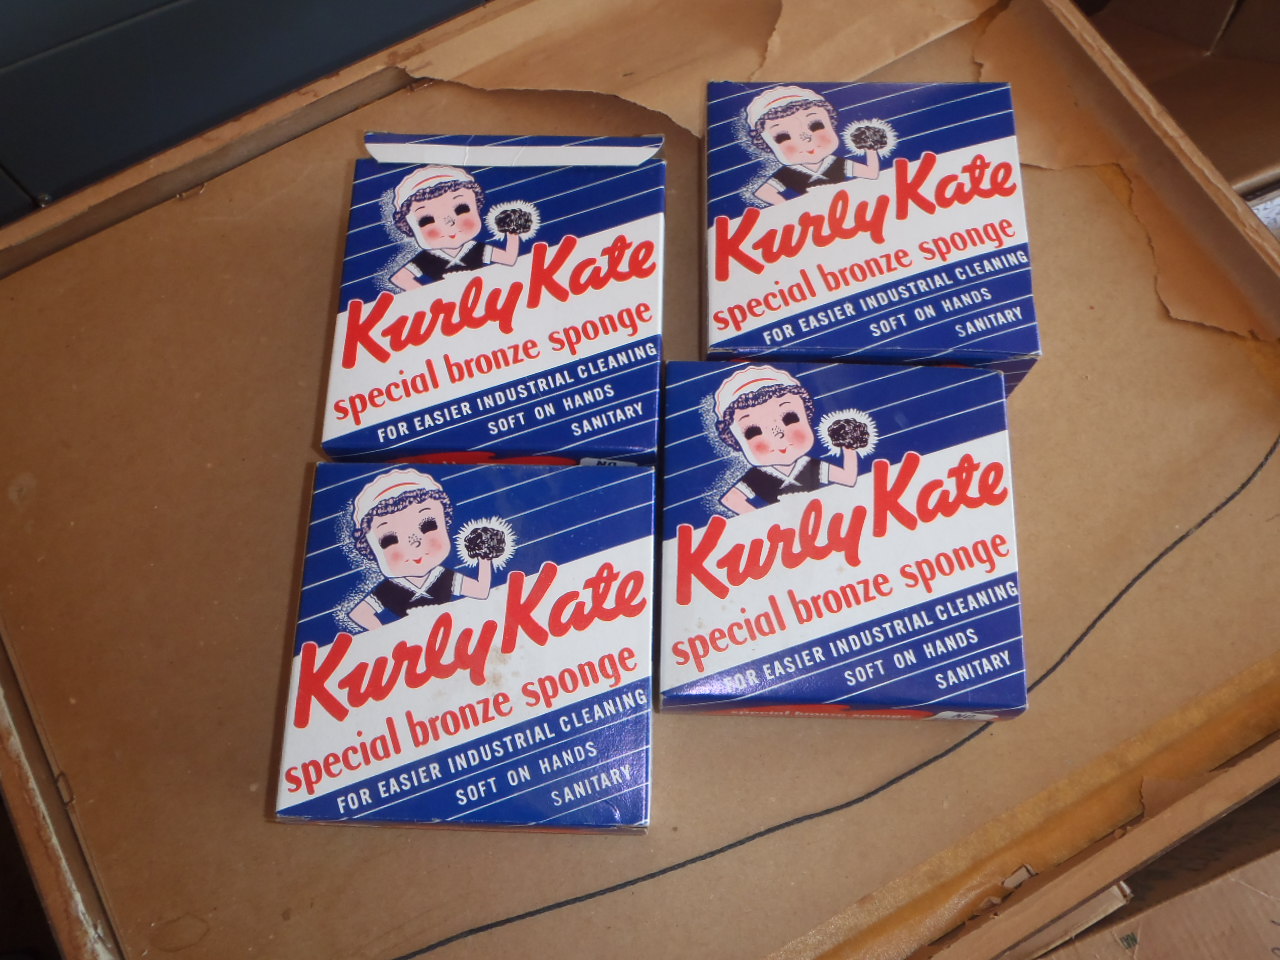 Kurly Kate
special bronze sponge
FOR EASIER INDUSTRIAL CLEANING
SOFT ON HANDS
SANITARY
NO.
Kurly Kate
special bronze sponge
FOR EASIER INDUSTRIAL CLEANING
SOFT ON HANDS
SANITARY
Kurly Kate
special bronze sponge
FOR EASIER INDUSTRIAL CLEANING
SOFT ON HANDS
SANITARY
Kurly Kate
special bronze sponge
FOR EASIER INDUSTRIAL CLEANING
SOFT ON HANDS
SANITARY
special bronze sponge
NO.